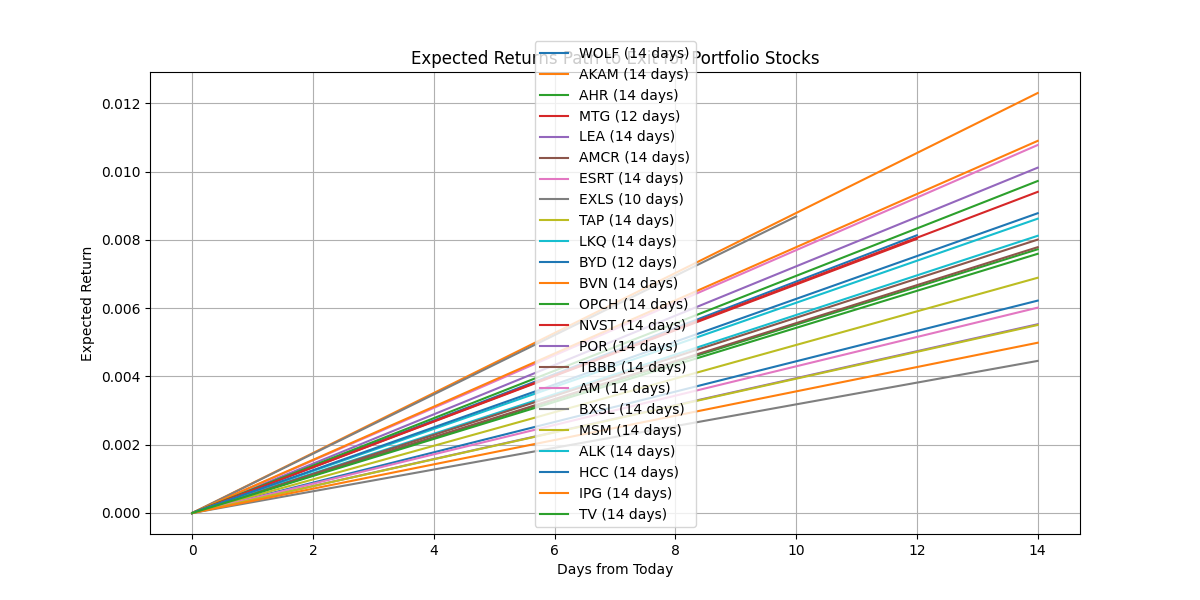 Expected Returns Path to Exit for Portfolio Stocks
WOLF (14 days)
AKAM (14 days)
AHR (14 days)
MTG (12 days)
LEA (14 days)
AMCR (14 days)
ESRT (14 days)
EXLS (10 days)
TAP (14 days)
LKQ (14 days)
BYD (12 days)
BVN (14 days)
OPCH (14 days)
NVST (14 days)
POR (14 days)
TBBB (14 days)
AM (14 days)
BXSL (14 days)
MSM (14 days)
ALK (14 days)
HCC (14 days)
IPG (14 days)
TV (14 days)
Expected Return
0.012
0.010
0.008
0.006
0.004
0.002
0.000
0 2 4 6 8 10 12 14
Days from Today